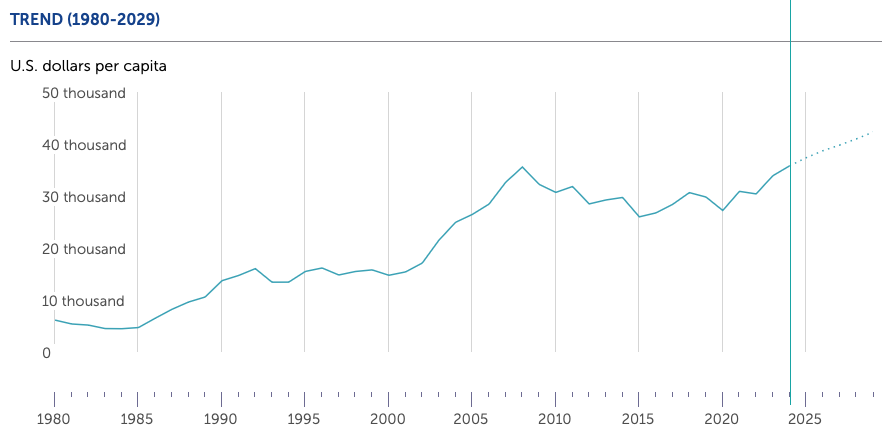 TREND (1980-2029)
U.S. dollars per capita
50 thousand
40 thousand
30 thousand
20 thousand
10 thousand
0
1980 1985 1990 1995 2000 2005 2010 2015 2020 2025